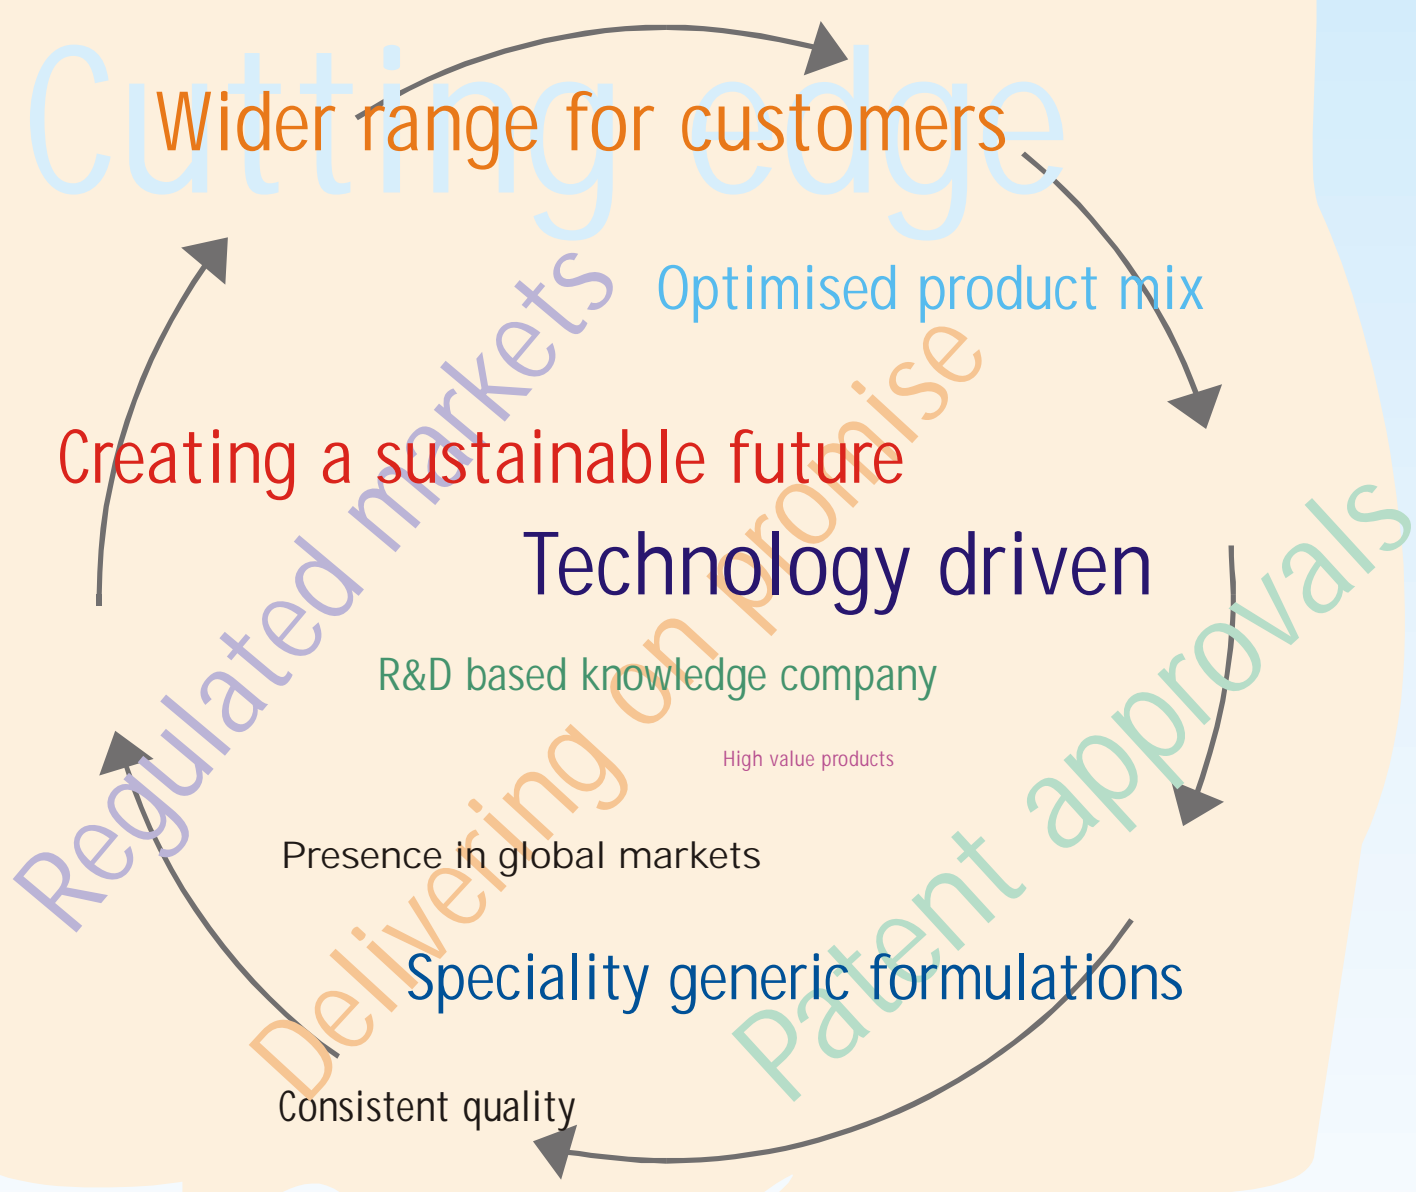 Cutting edge
Wider range for customers
Optimised product mix
Regulated markets
Creating a sustainable future
Delivering on promise
Technology driven
Patent approvals
R&D based knowledge company
High value products
Presence in global markets
Speciality generic formulations
Consistent quality